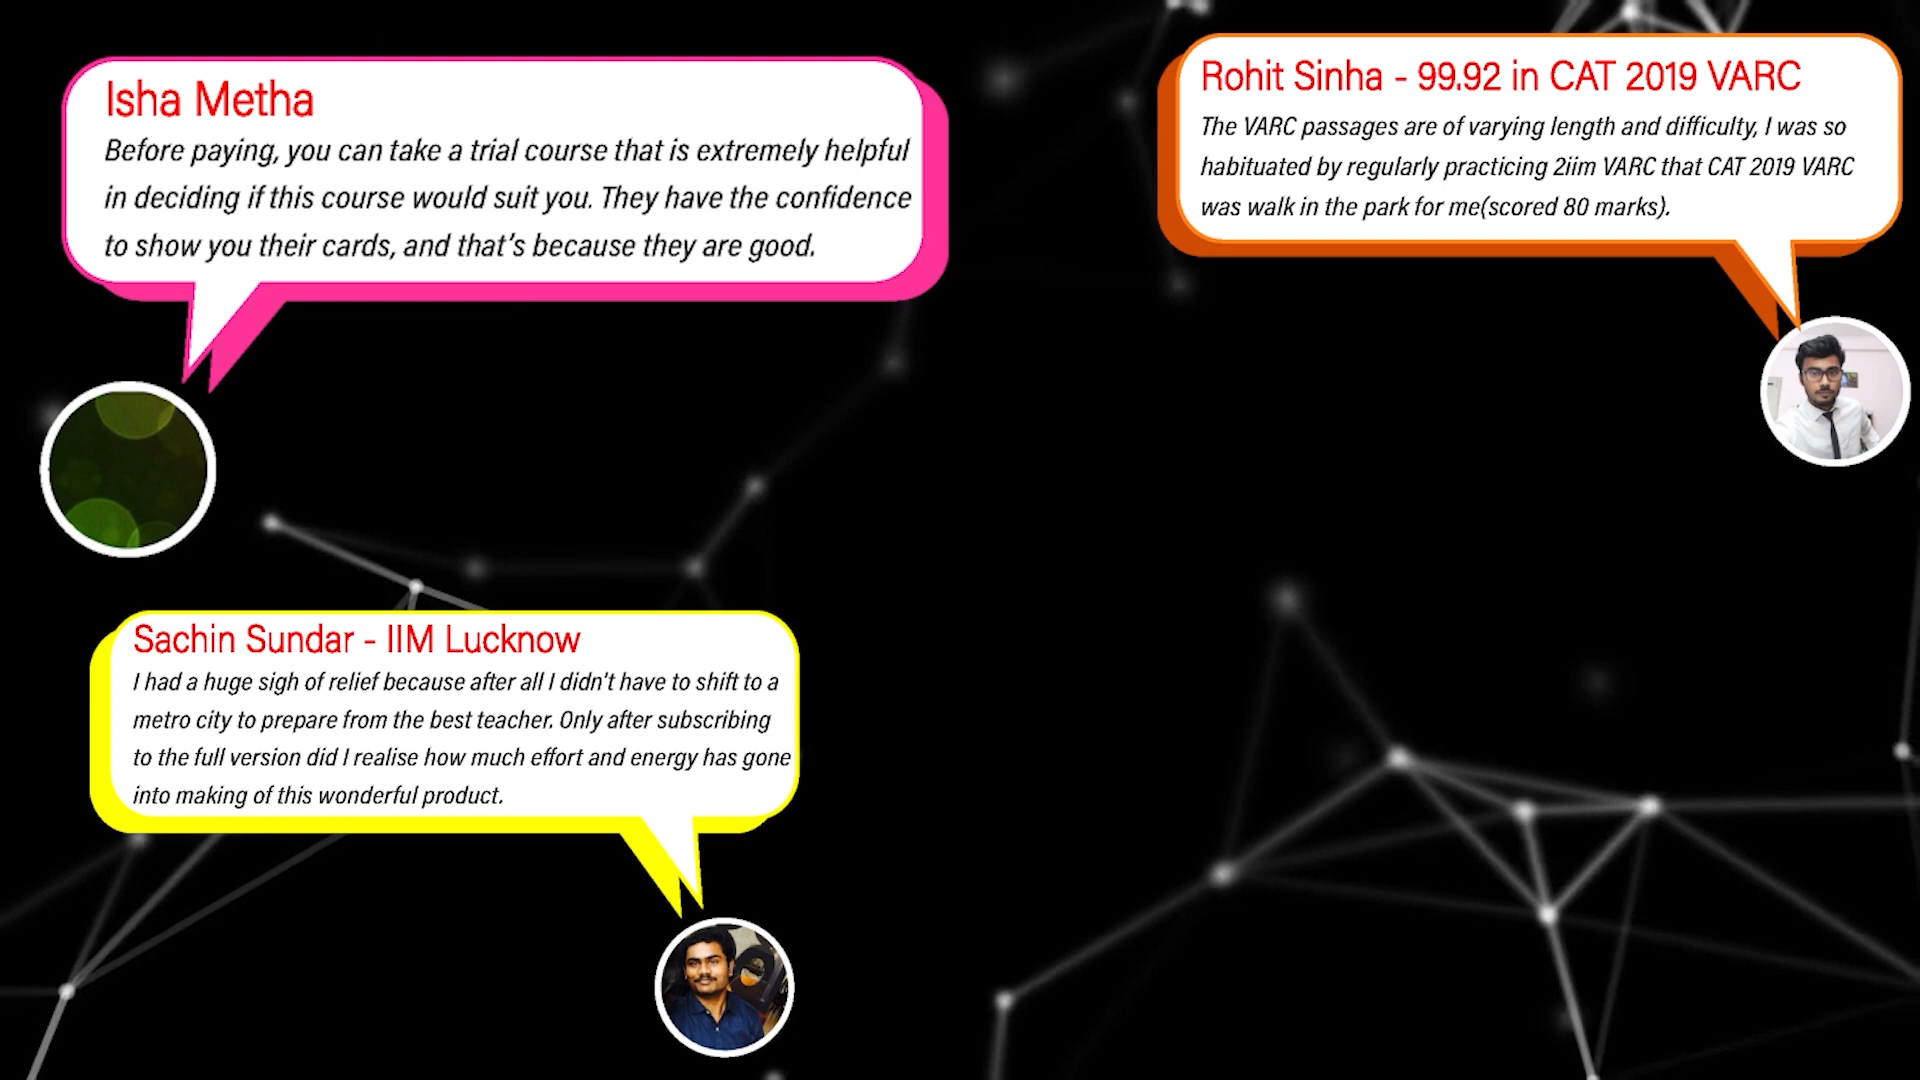 Isha Metha
Before paying, you can take a trial course that is extremely helpful
in deciding if this course would suit you. They have the confidence
to show you their cards, and that's because they are good.
Rohit Sinha - 99.92 in CAT 2019 VARC
The VARC passages are of varying length and difficulty, I was so
habituated by regularly practicing 2iim VARC that CAT 2019 VARC
was walk in the park for me(scored 80 marks).
Sachin Sundar - IIM Lucknow
I had a huge sigh of relief because after all I didn't have to shift to a
metro city to prepare from the best teacher. Only after subscribing
to the full version did I realise how much effort and energy has gone
into making of this wonderful product.